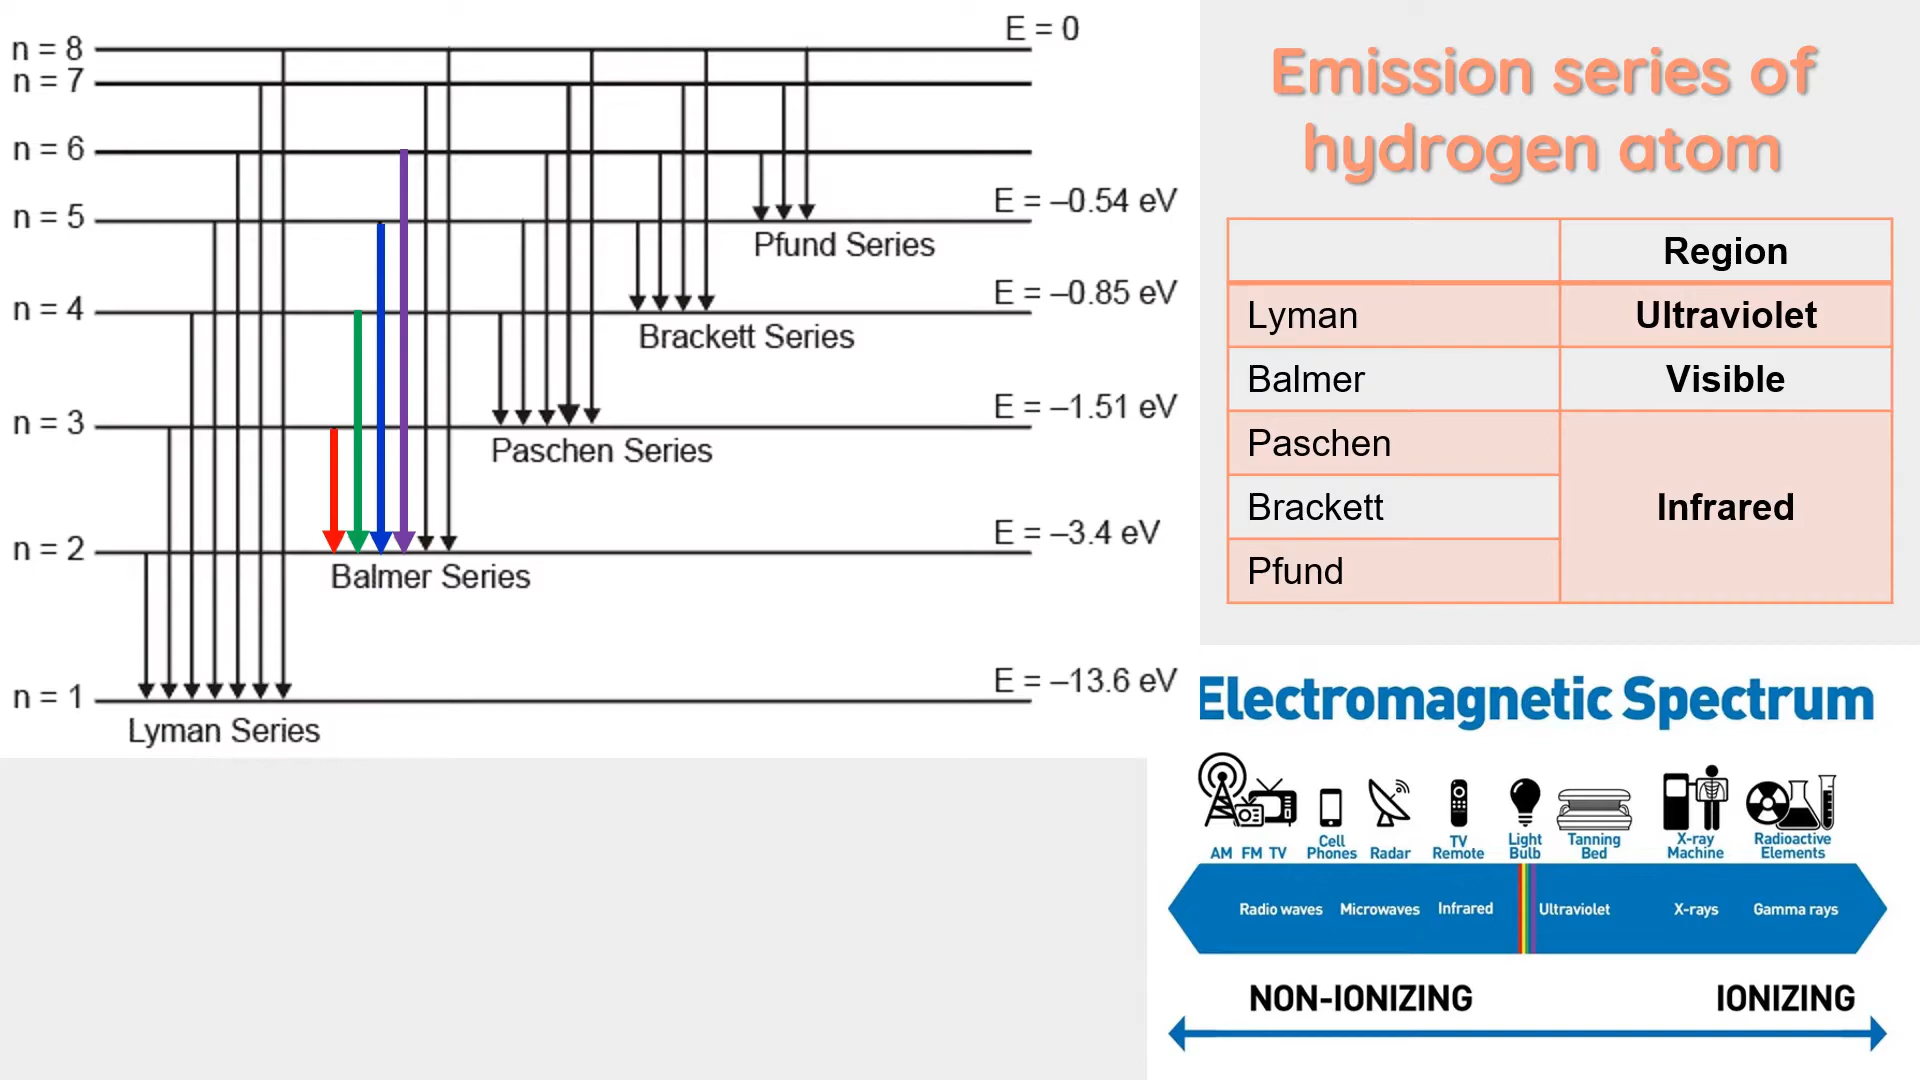 n = 8
E = 0
n = 7
n = 6
n = 5
E = –0.54 eV
Pfund Series
n = 4
E = –0.85 eV
Brackett Series
n = 3
E = –1.51 eV
Paschen Series
n = 2
E = –3.4 eV
Balmer Series
n = 1
E = –13.6 eV
Lyman Series
Emission series of
hydrogen atom
Region
Lyman Ultraviolet
Balmer Visible
Paschen
Brackett Infrared
Pfund
Electromagnetic Spectrum
AM FM TV
Cell
Phones
Radar
TV
Remote
Light
Bulb
Tanning
Bed
X-ray
Machine
Radioactive
Elements
Radio waves Microwaves Infrared Ultraviolet X-rays Gamma rays
NON-IONIZING IONIZING